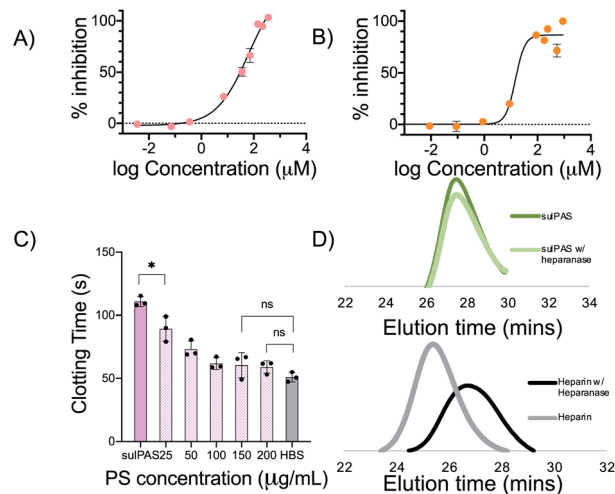 A)
% inhibition
100
50
0
-2
0
2
4
log Concentration (μM)
B)
% inhibition
100
50
0
-2
0
2
4
log Concentration (μM)
C)
Clotting Time (s)
150
100
50
0
*
ns
ns
sulPAS 25 50 100 150 200 HBS
PS concentration (μg/mL)
D)
sulPAS
sulPAS w/
heparanase
22 24 26 28 30 32 34
Elution time (mins)
Heparin w/
Heparanase
Heparin
22 24 26 28 30 32
Elution time (mins)